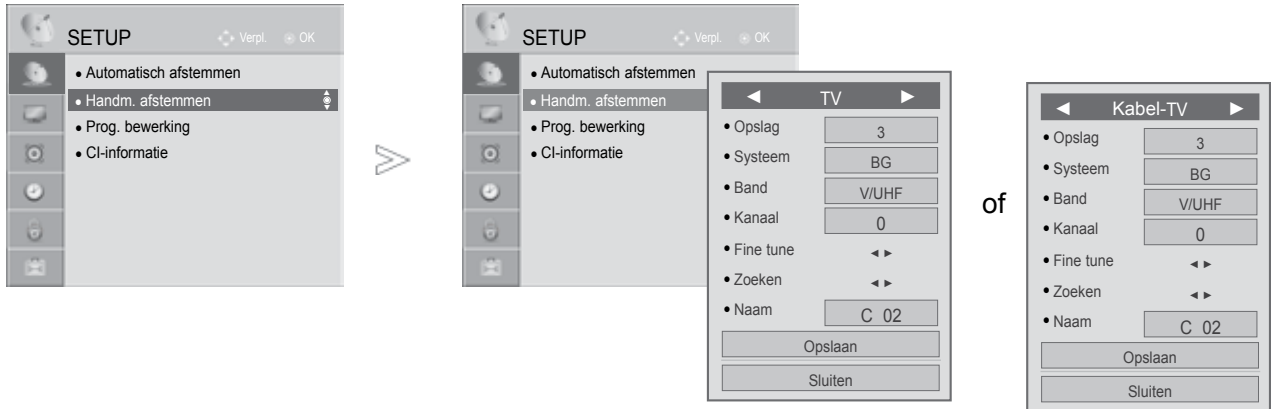 SETUP Verpl. OK
• Automatisch afstemmen
• Handm. afstemmen
• Prog. bewerking
• CI-informatie
SETUP Verpl. OK
• Automatisch afstemmen
• Handm. afstemmen
• Prog. bewerking
• CI-informatie
◄ TV ►
• Opslag 3
• Systeem BG
• Band V/UHF
• Kanaal 0
• Fine tune ◄ ►
• Zoeken ◄ ►
• Naam C 02
Opslaan
Sluiten
of
◄ Kabel-TV ►
• Opslag 3
• Systeem BG
• Band V/UHF
• Kanaal 0
• Fine tune ◄ ►
• Zoeken ◄ ►
• Naam C 02
Opslaan
Sluiten